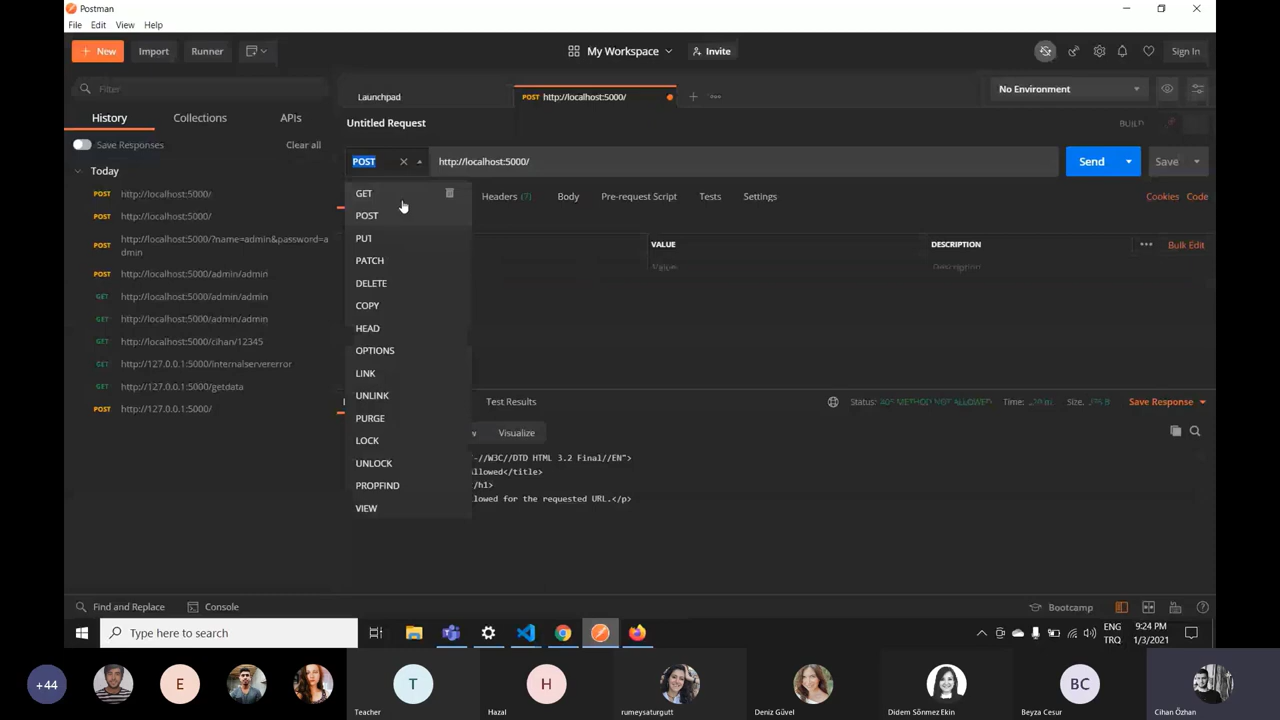 Postman
File Edit View Help
+ New Import Runner My Workspace Invite Sign In
Filter
Launchpad POST http://localhost:5000/ + No Environment
History Collections APIs
Untitled Request BUILD
Save Responses Clear all
POST http://localhost:5000/ Send Save
Today
POST http://localhost:5000/
POST http://localhost:5000/
POST http://localhost:5000/?name=admin&password=a
dmin
POST http://localhost:5000/admin/admin
GET http://localhost:5000/admin/admin
GET http://localhost:5000/admin/admin
GET http://localhost:5000/cihan/12345
GET http://127.0.0.1:5000/internalservererror
GET http://127.0.0.1:5000/getdata
POST http://127.0.0.1:5000/
GET
POST
PUT
PATCH
DELETE
COPY
HEAD
OPTIONS
LINK
UNLINK
PURGE
LOCK
UNLOCK
PROPFIND
VIEW
Headers (7) Body Pre-request Script Tests Settings Cookies Code
VALUE DESCRIPTION Bulk Edit
Value Description
Test Results Status: 405 METHOD NOT ALLOWED Time: Size: Save Response
Visualize
-//W3C//DTD HTML 3.2 Final//EN">
llowed</title>
/h1>
llowed for the requested URL.</p>
Find and Replace Console Bootcamp
Type here to search
ENG
TRQ
9:24 PM
1/3/2021
+44 E T H BC
Teacher Hazal rumeysaturgutt Deniz Güvel Didem Sönmez Ekin Beyza Cesur Cihan Özhan